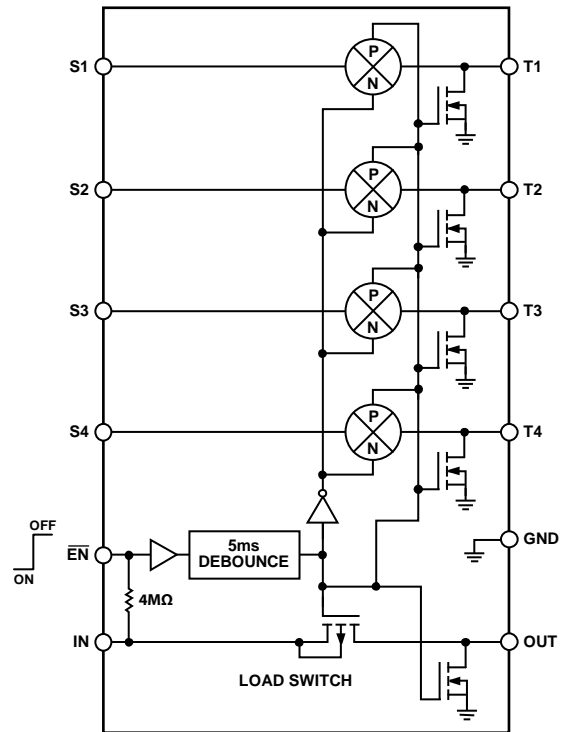 S1
P
N
T1
S2
P
N
T2
S3
P
N
T3
S4
P
N
T4
OFF
ON
EN
5ms
DEBOUNCE
GND
4MΩ
IN
OUT
LOAD SWITCH